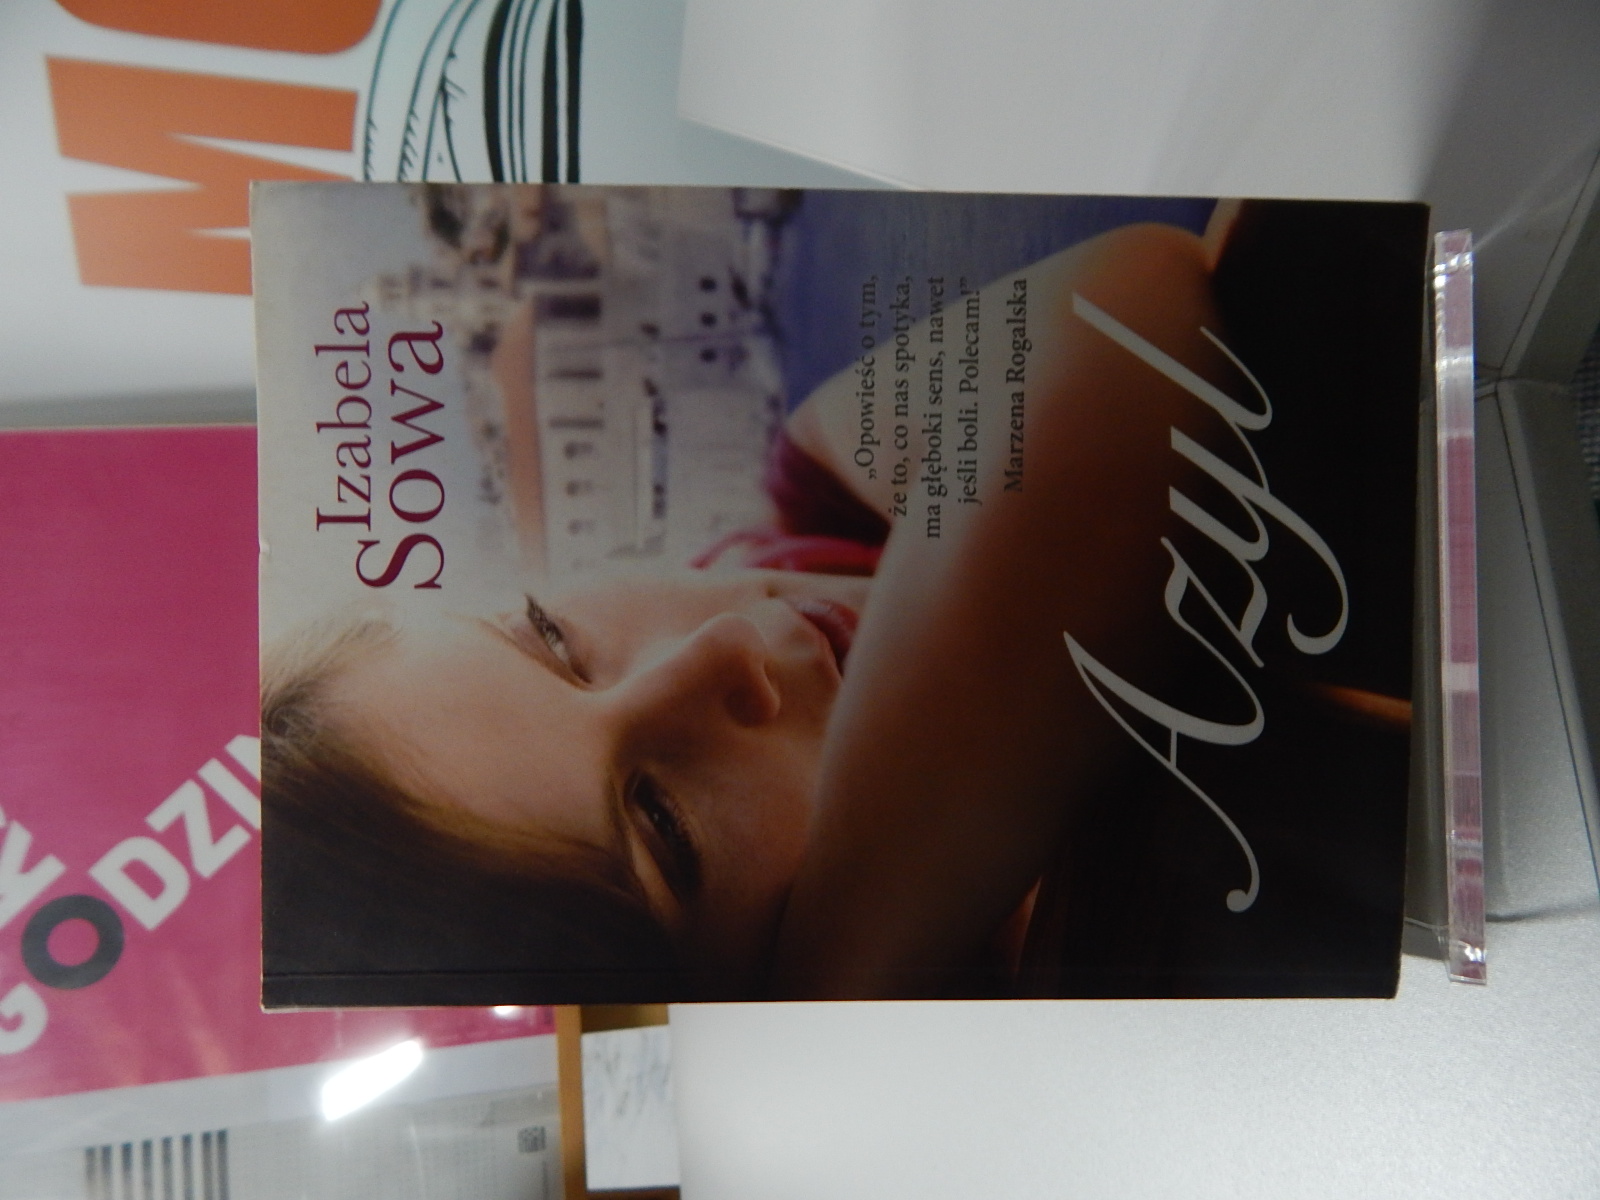 Izabela
Sowa
„Opowieść o tym,
że to, co nas spotyka,
ma głęboki sens, nawet
jeśli boli. Polecam!”
Marzena Rogalska
Azyl